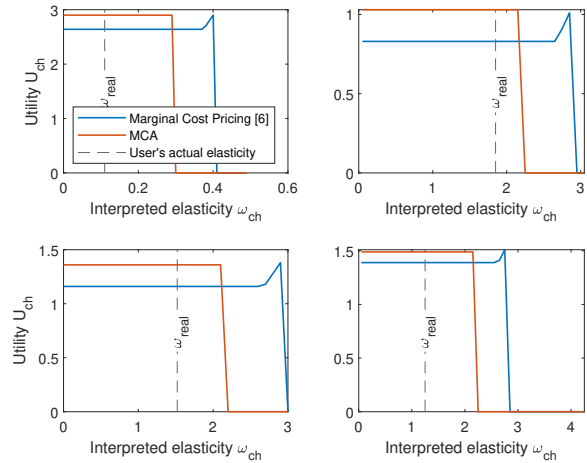 3
2
1
0
Utility U_ch
0
0.2
0.4
0.6
Interpreted elasticity ω_ch
ω_real
Marginal Cost Pricing [6]
MCA
User's actual elasticity
1
0.5
0
0
1
2
3
Interpreted elasticity ω_ch
ω_real
1.5
1
0.5
0
Utility U_ch
0
1
2
3
Interpreted elasticity ω_ch
ω_real
1.5
1
0.5
0
0
1
2
3
4
Interpreted elasticity ω_ch
ω_real